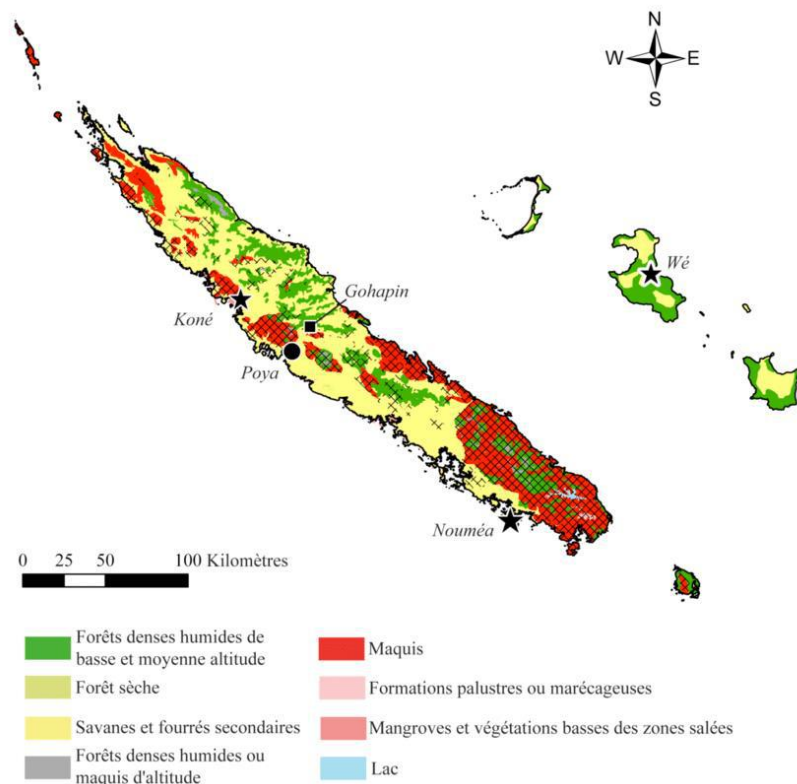 N
W E
S
Wé
Gohapin
Koné
Poya
Nouméa
0 25 50 100 Kilomètres
Forêts denses humides de
basse et moyenne altitude
Forêt sèche
Savanes et fourrés secondaires
Forêts denses humides ou
maquis d'altitude
Maquis
Formations palustres ou marécageuses
Mangroves et végétations basses des zones salées
Lac